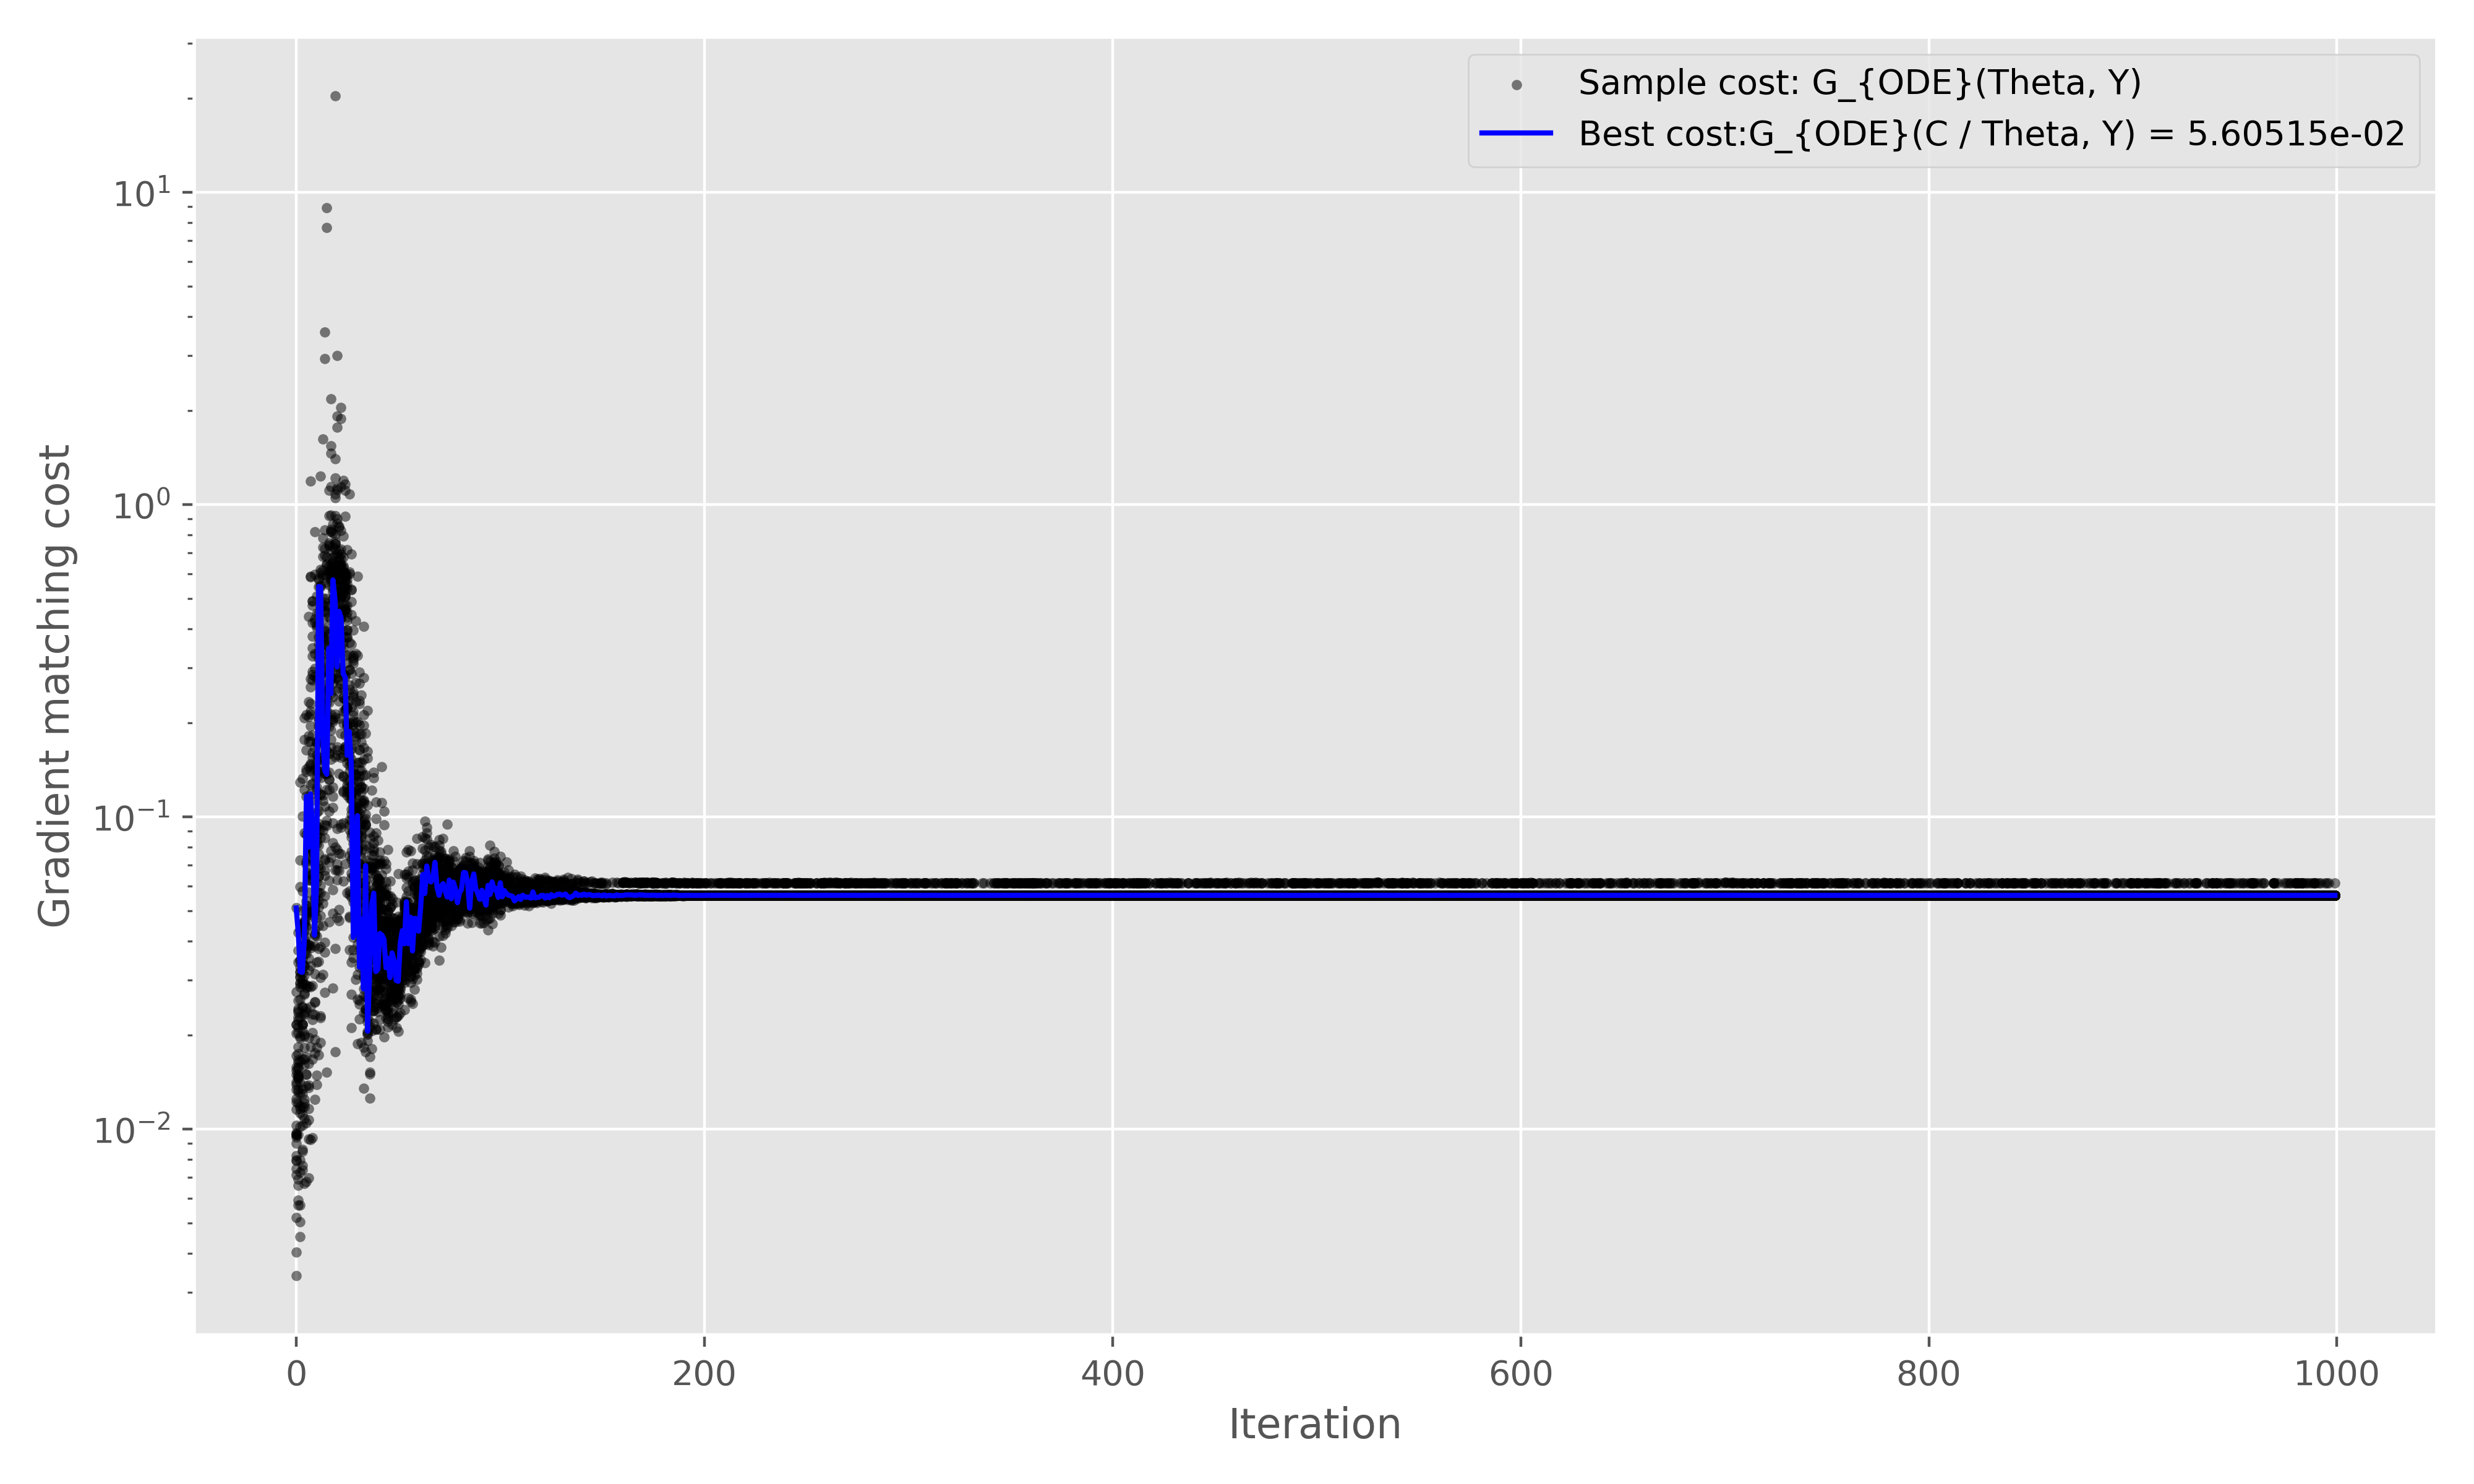 Sample cost: G_{ODE}(Theta, Y)
Best cost:G_{ODE}(C / Theta, Y) = 5.60515e-02
Gradient matching cost
10^1
10^0
10^-1
10^-2
0 200 400 600 800 1000
Iteration